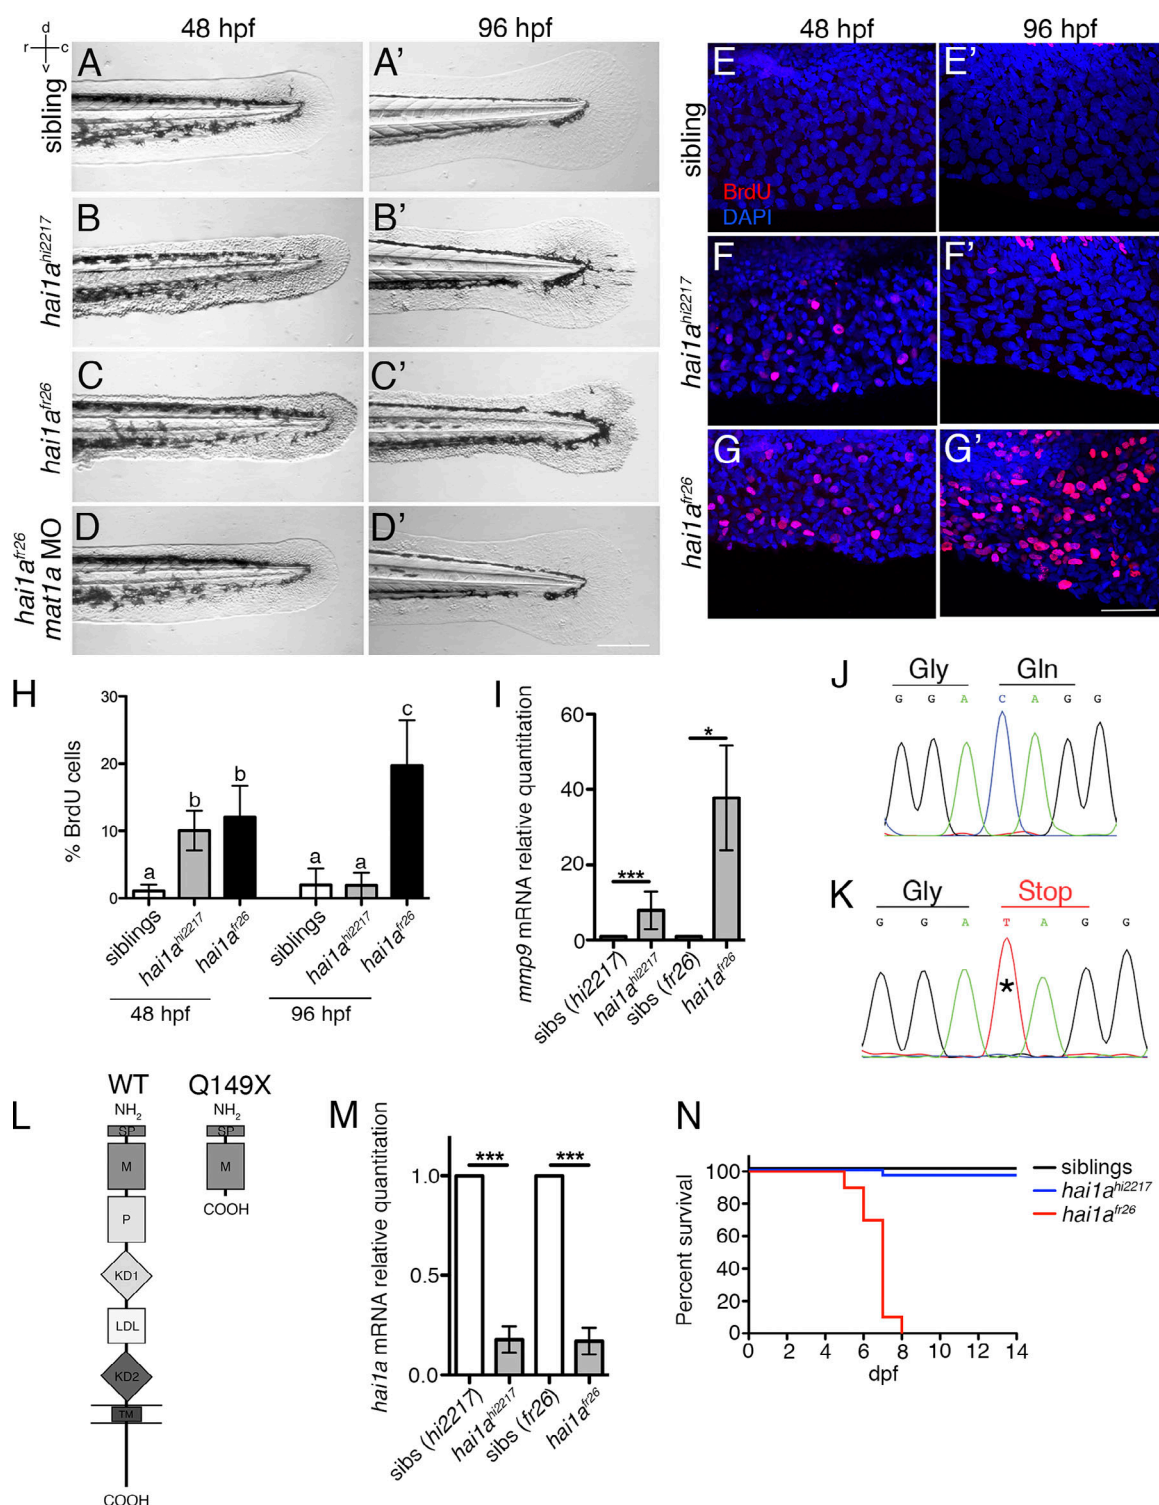 48 hpf
96 hpf
48 hpf
96 hpf
d
r
c
v
sibling
A
A'
hai1a^hi2217
B
B'
hai1a^fr26
C
C'
hai1a^fr26
mat1a MO
D
D'
sibling
E
E'
BrdU
DAPI
hai1a^hi2217
F
F'
hai1a^fr26
G
G'
H
% BrdU cells
30
20
10
0
a
b
b
a
a
c
siblings
hai1a^hi2217
hai1a^fr26
siblings
hai1a^hi2217
hai1a^fr26
48 hpf
96 hpf
I
mmp9 mRNA relative quantitation
60
40
20
0
***
*
sibs (hi2217)
hai1a^hi2217
sibs (fr26)
hai1a^fr26
J
Gly
Gln
G G A C A G G
K
Gly
Stop
G G A T A G G
*
L
WT
NH2
SP
M
P
KD1
LDL
KD2
TM
COOH
Q149X
NH2
SP
M
COOH
M
hai1a mRNA relative quantitation
1.0
0.5
0.0
***
***
sibs (hi2217)
hai1a^hi2217
sibs (fr26)
hai1a^fr26
N
Percent survival
100
80
60
40
20
0
0 2 4 6 8 10 12 14
dpf
siblings
hai1a^hi2217
hai1a^fr26